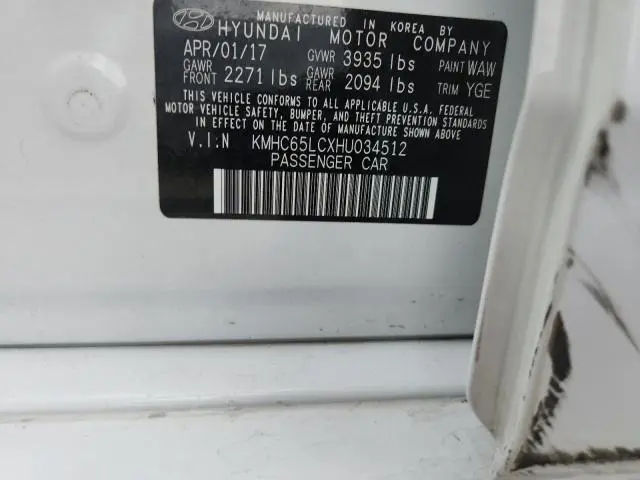 MANUFACTURED IN KOREA BY
HYUNDAI MOTOR COMPANY
APR/01/17 GVWR 3935 lbs PAINT WAW
GAWR FRONT 2271 lbs GAWR REAR 2094 lbs TRIM YGE
THIS VEHICLE CONFORMS TO ALL APPLICABLE U.S.A. FEDERAL
MOTOR VEHICLE SAFETY, BUMPER, AND THEFT PREVENTION STANDARDS
IN EFFECT ON THE DATE OF MANUFACTURE SHOWN ABOVE.
V.I.N KMHC65LCXHU034512
PASSENGER CAR